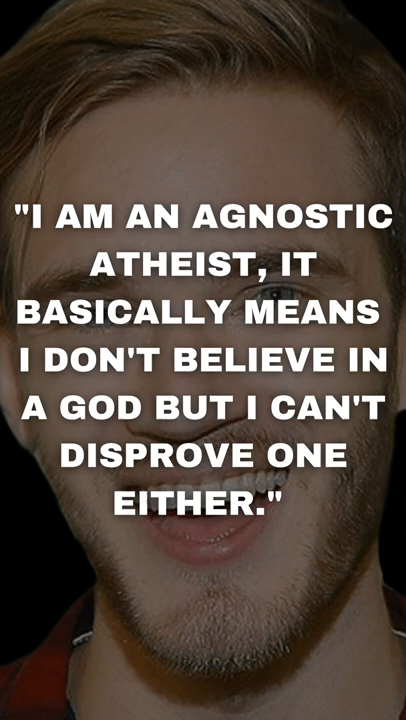 "I AM AN AGNOSTIC
ATHEIST, IT
BASICALLY MEANS
I DON'T BELIEVE IN
A GOD BUT I CAN'T
DISPROVE ONE
EITHER."